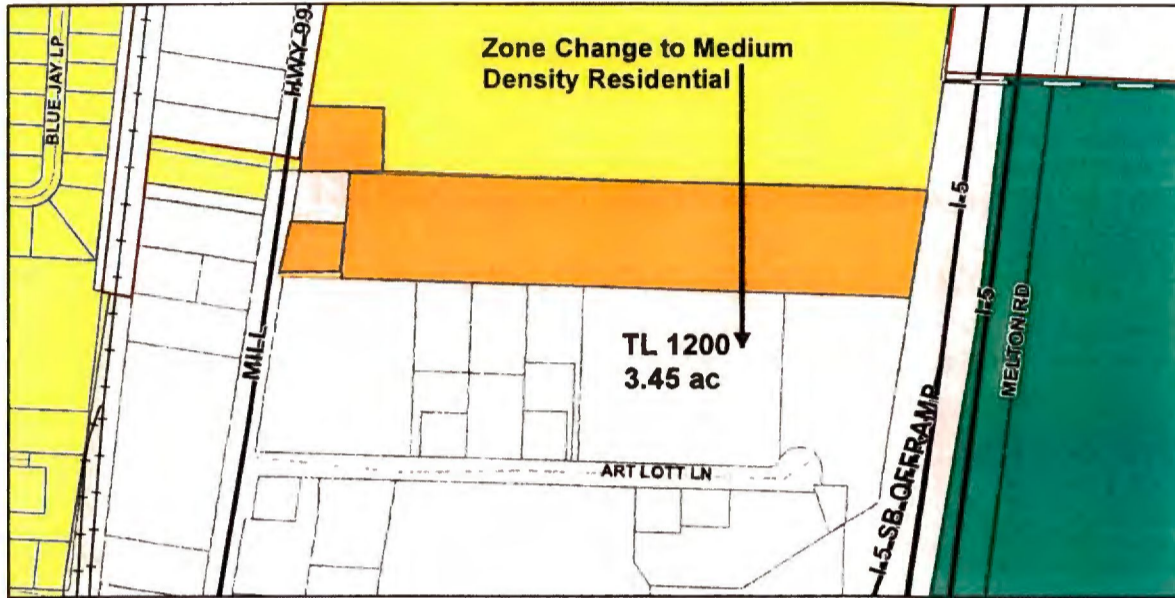 BLUE JAY LP
HWY 99
Zone Change to Medium
Density Residential
I-5
I-5
MELTON RD
MILL
TL 1200
3.45 ac
ART LOTT LN
I-5 SB OFFRAMP